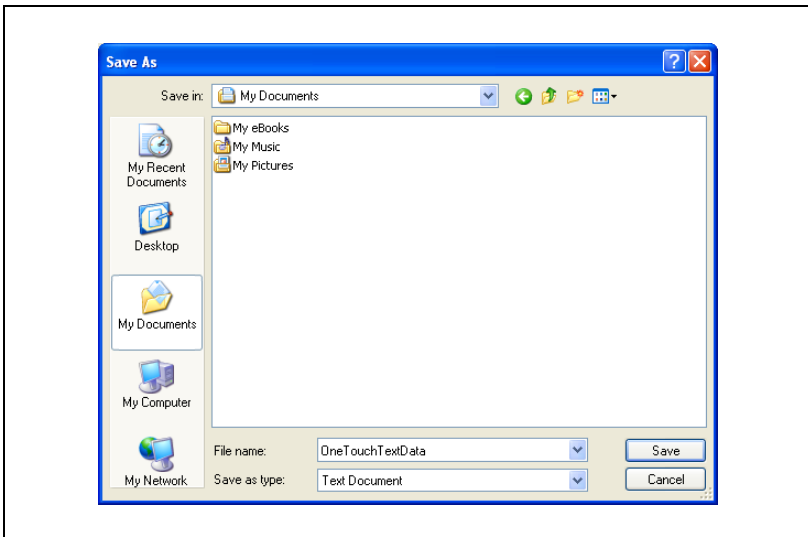 Save As
Save in:
My Documents
My Recent
Documents
Desktop
My Documents
My Computer
My Network
My eBooks
My Music
My Pictures
File name:
OneTouchTextData
Save
Save as type:
Text Document
Cancel